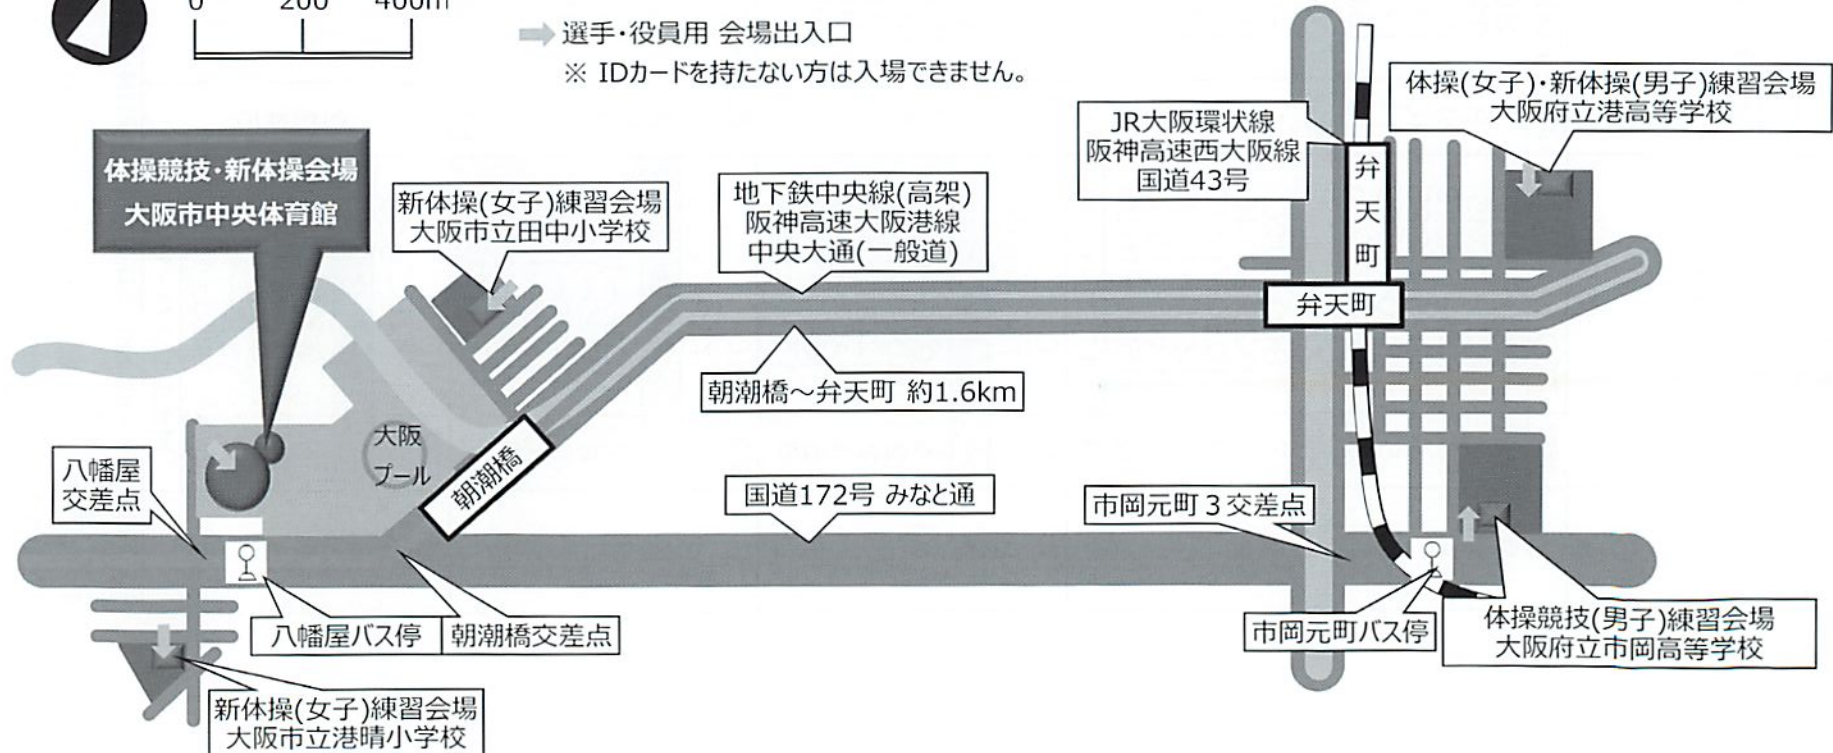 0 200 400m
選手・役員用 会場出入口
※ IDカードを持たない方は入場できません。
体操競技・新体操会場
大阪市中央体育館
新体操(女子)練習会場
大阪市立田中小学校
地下鉄中央線(高架)
阪神高速大阪港線
中央大通(一般道)
JR大阪環状線
阪神高速西大阪線
国道43号
体操(女子)・新体操(男子)練習会場
大阪府立港高等学校
弁天町
弁天町
朝潮橋~弁天町 約1.6km
大阪
プール
朝潮橋
八幡屋
交差点
国道172号 みなと通
市岡元町3交差点
八幡屋バス停
朝潮橋交差点
市岡元町バス停
体操競技(男子)練習会場
大阪府立市岡高等学校
新体操(女子)練習会場
大阪市立港晴小学校